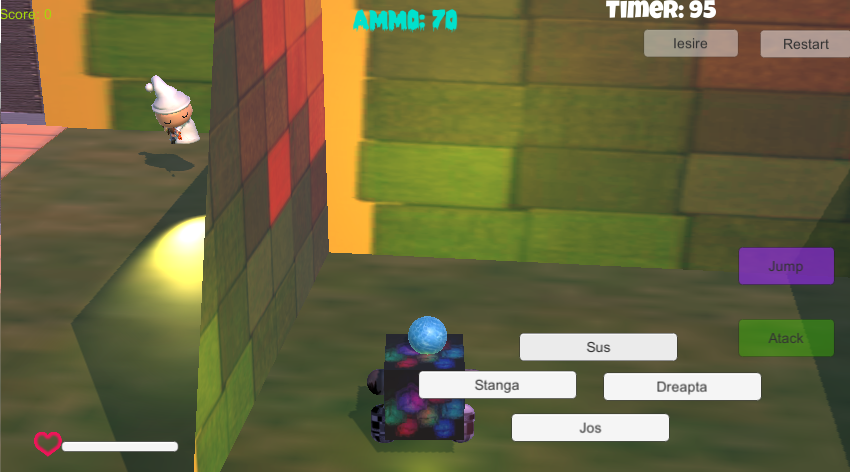 Score: 0
AMMO: 70
Timer: 95
Iesire
Restart
Jump
Atack
Sus
Stanga
Dreapta
Jos